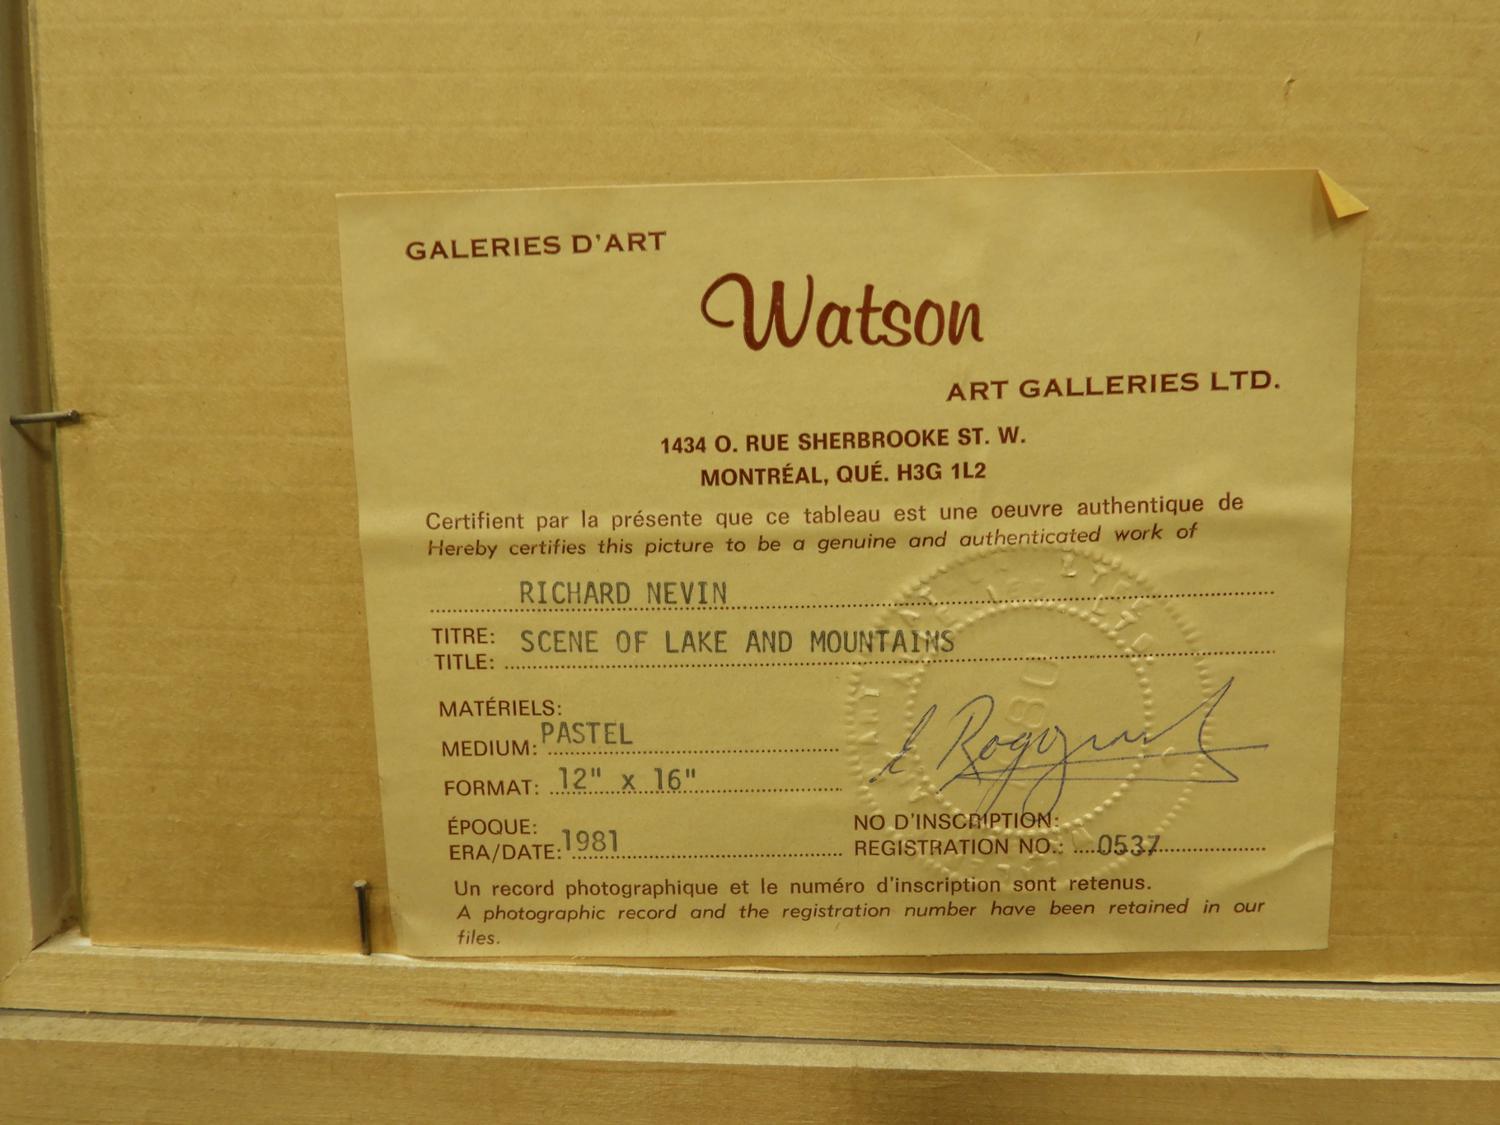 GALERIES D'ART
Watson
ART GALLERIES LTD.
1434 O. RUE SHERBROOKE ST. W.
MONTRÉAL, QUÉ. H3G 1L2
Certifient par la présente que ce tableau est une oeuvre authentique de
Hereby certifies this picture to be a genuine and authenticated work of
RICHARD NEVIN
TITRE:
TITLE: SCENE OF LAKE AND MOUNTAINS
MATÉRIELS:
MEDIUM: PASTEL
FORMAT: 12" x 16"
ÉPOQUE:
ERA/DATE: 1981
NO D'INSCRIPTION:
REGISTRATION NO.: 0537
Un record photographique et le numéro d'inscription sont retenus.
A photographic record and the registration number have been retained in our
files.